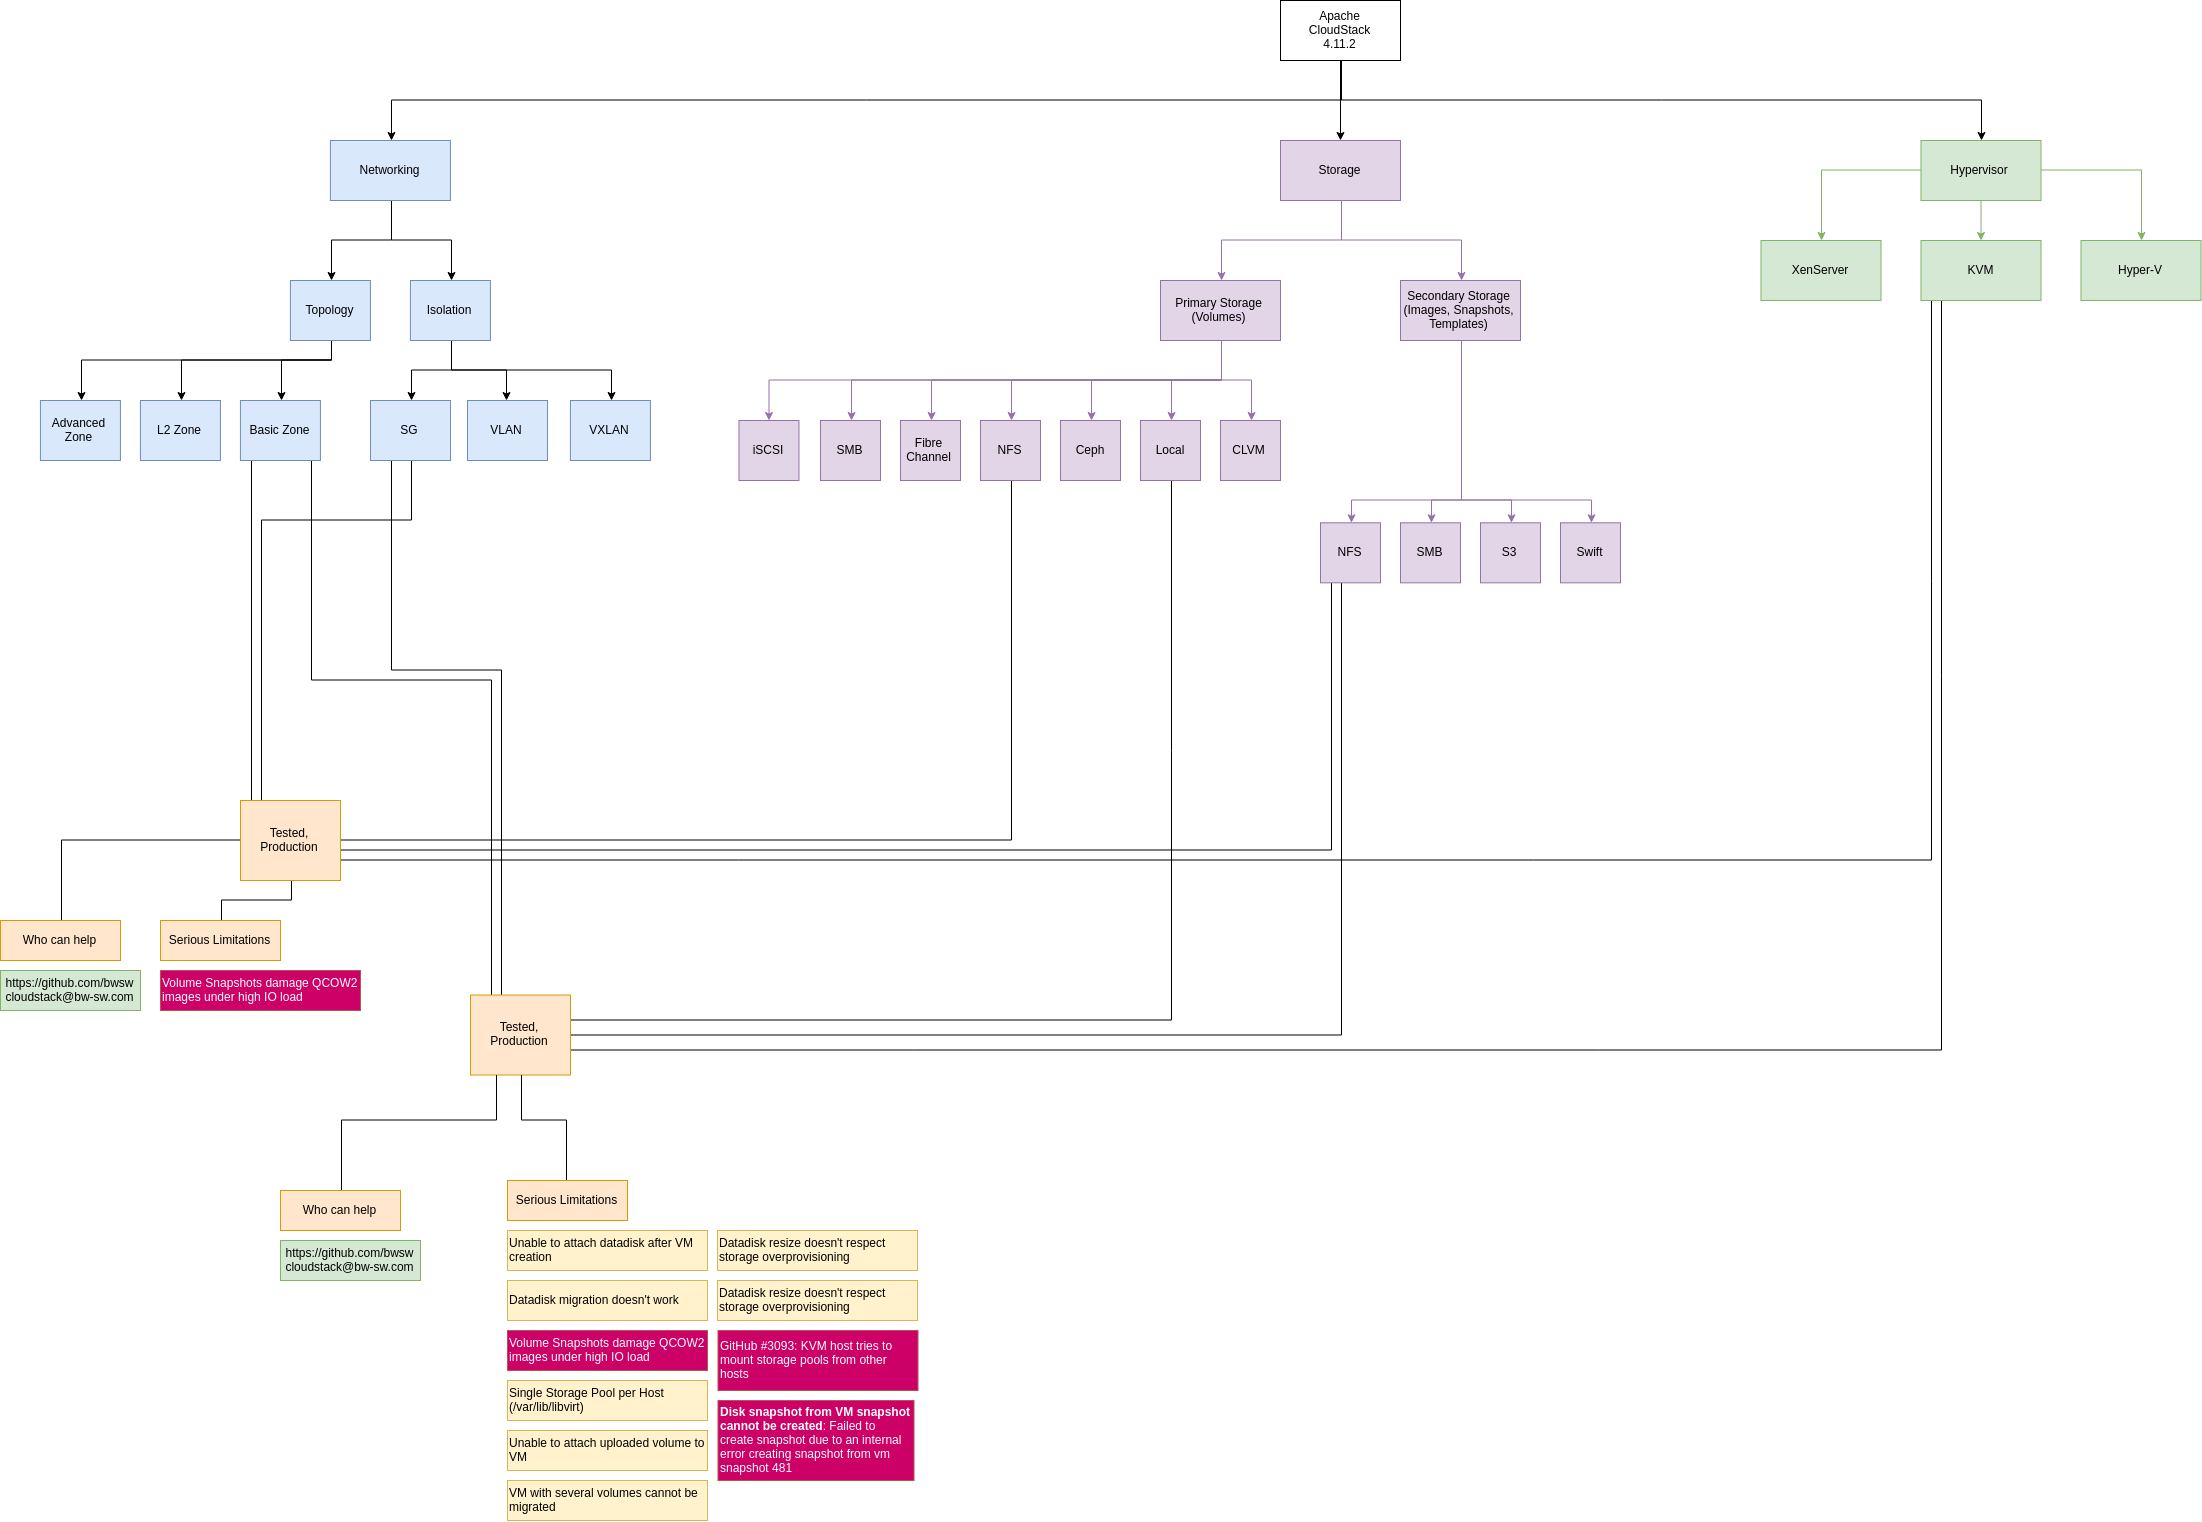 Apache
CloudStack
4.11.2
Networking
Storage
Hypervisor
XenServer
KVM
Hyper-V
Topology
Isolation
Primary Storage
(Volumes)
Secondary Storage
(Images, Snapshots,
Templates)
Advanced
Zone
L2 Zone
Basic Zone
SG
VLAN
VXLAN
iSCSI
SMB
Fibre
Channel
NFS
Ceph
Local
CLVM
NFS
SMB
S3
Swift
Tested,
Production
Who can help
Serious Limitations
https://github.com/bwsw
cloudstack@bw-sw.com
Volume Snapshots damage QCOW2
images under high IO load
Tested,
Production
Who can help
https://github.com/bwsw
cloudstack@bw-sw.com
Serious Limitations
Unable to attach datadisk after VM
creation
Datadisk migration doesn't work
Volume Snapshots damage QCOW2
images under high IO load
Single Storage Pool per Host
(/var/lib/libvirt)
Unable to attach uploaded volume to
VM
VM with several volumes cannot be
migrated
Datadisk resize doesn't respect
storage overprovisioning
Datadisk resize doesn't respect
storage overprovisioning
GitHub #3093: KVM host tries to
mount storage pools from other
hosts
Disk snapshot from VM snapshot
cannot be created: Failed to
create snapshot due to an internal
error creating snapshot from vm
snapshot 481